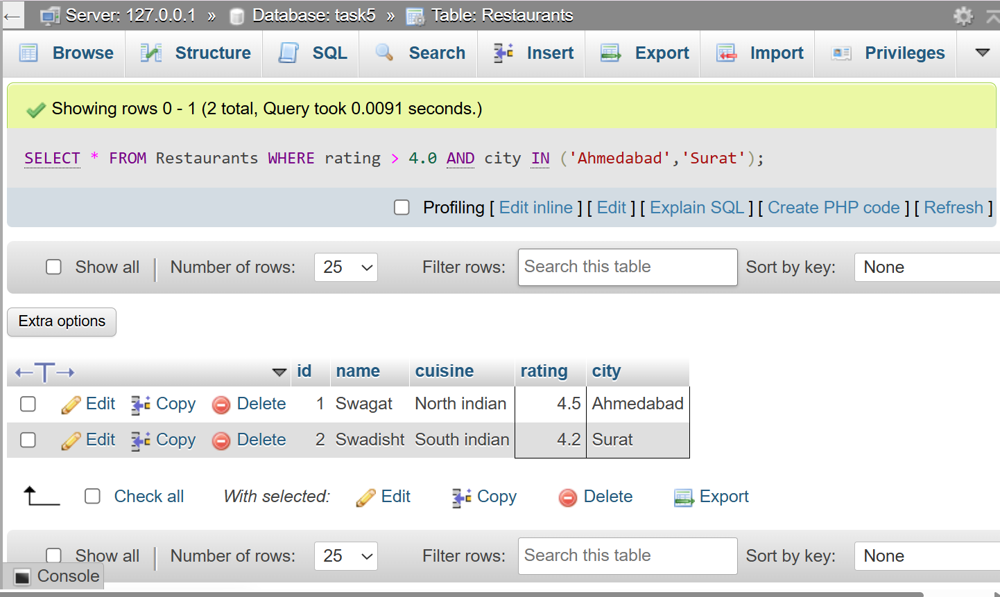 Server: 127.0.0.1 » Database: task5 » Table: Restaurants
Browse Structure SQL Search Insert Export Import Privileges
Showing rows 0 - 1 (2 total, Query took 0.0091 seconds.)
SELECT * FROM Restaurants WHERE rating > 4.0 AND city IN ('Ahmedabad','Surat');
Profiling [ Edit inline ] [ Edit ] [ Explain SQL ] [ Create PHP code ] [ Refresh ]
Show all Number of rows: 25 Filter rows: Search this table Sort by key: None
Extra options
←T→ id name cuisine rating city
Edit Copy Delete 1 Swagat North indian 4.5 Ahmedabad
Edit Copy Delete 2 Swadisht South indian 4.2 Surat
Check all With selected: Edit Copy Delete Export
Show all Number of rows: 25 Filter rows: Search this table Sort by key: None
Console